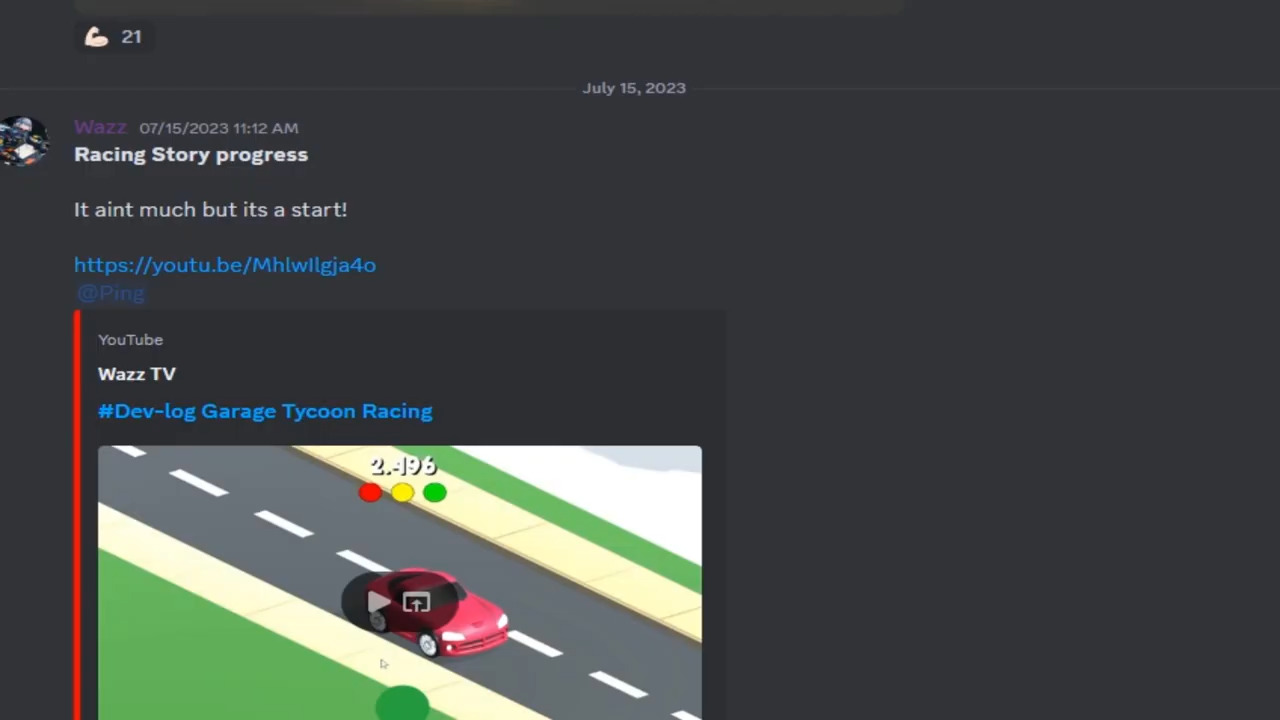 21
July 15, 2023
Wazz 07/15/2023 11:12 AM
Racing Story progress
It aint much but its a start!
https://youtu.be/MhlwIlgja4o
@Ping
YouTube
Wazz TV
#Dev-log Garage Tycoon Racing
2.496